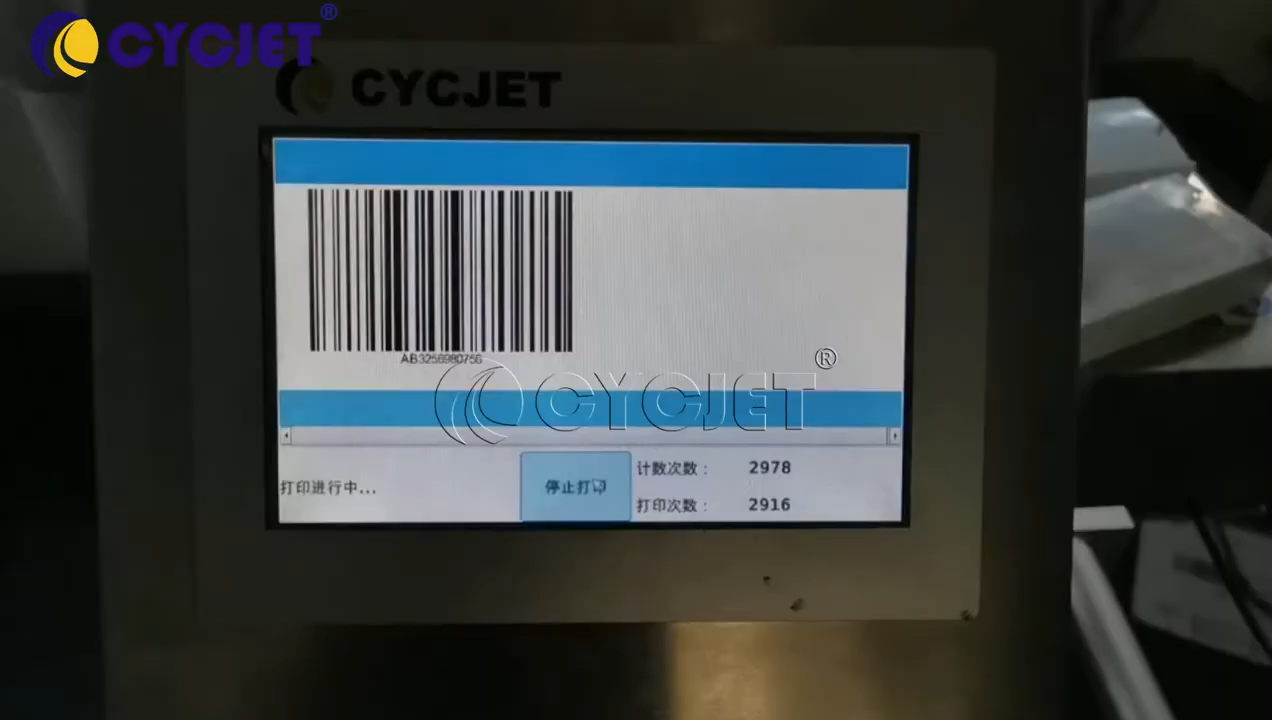 CYCJET®
CYCJET
AB3256980756
CYCJET®
打印进行中...
停止打印
计数次数： 2978
打印次数： 2916